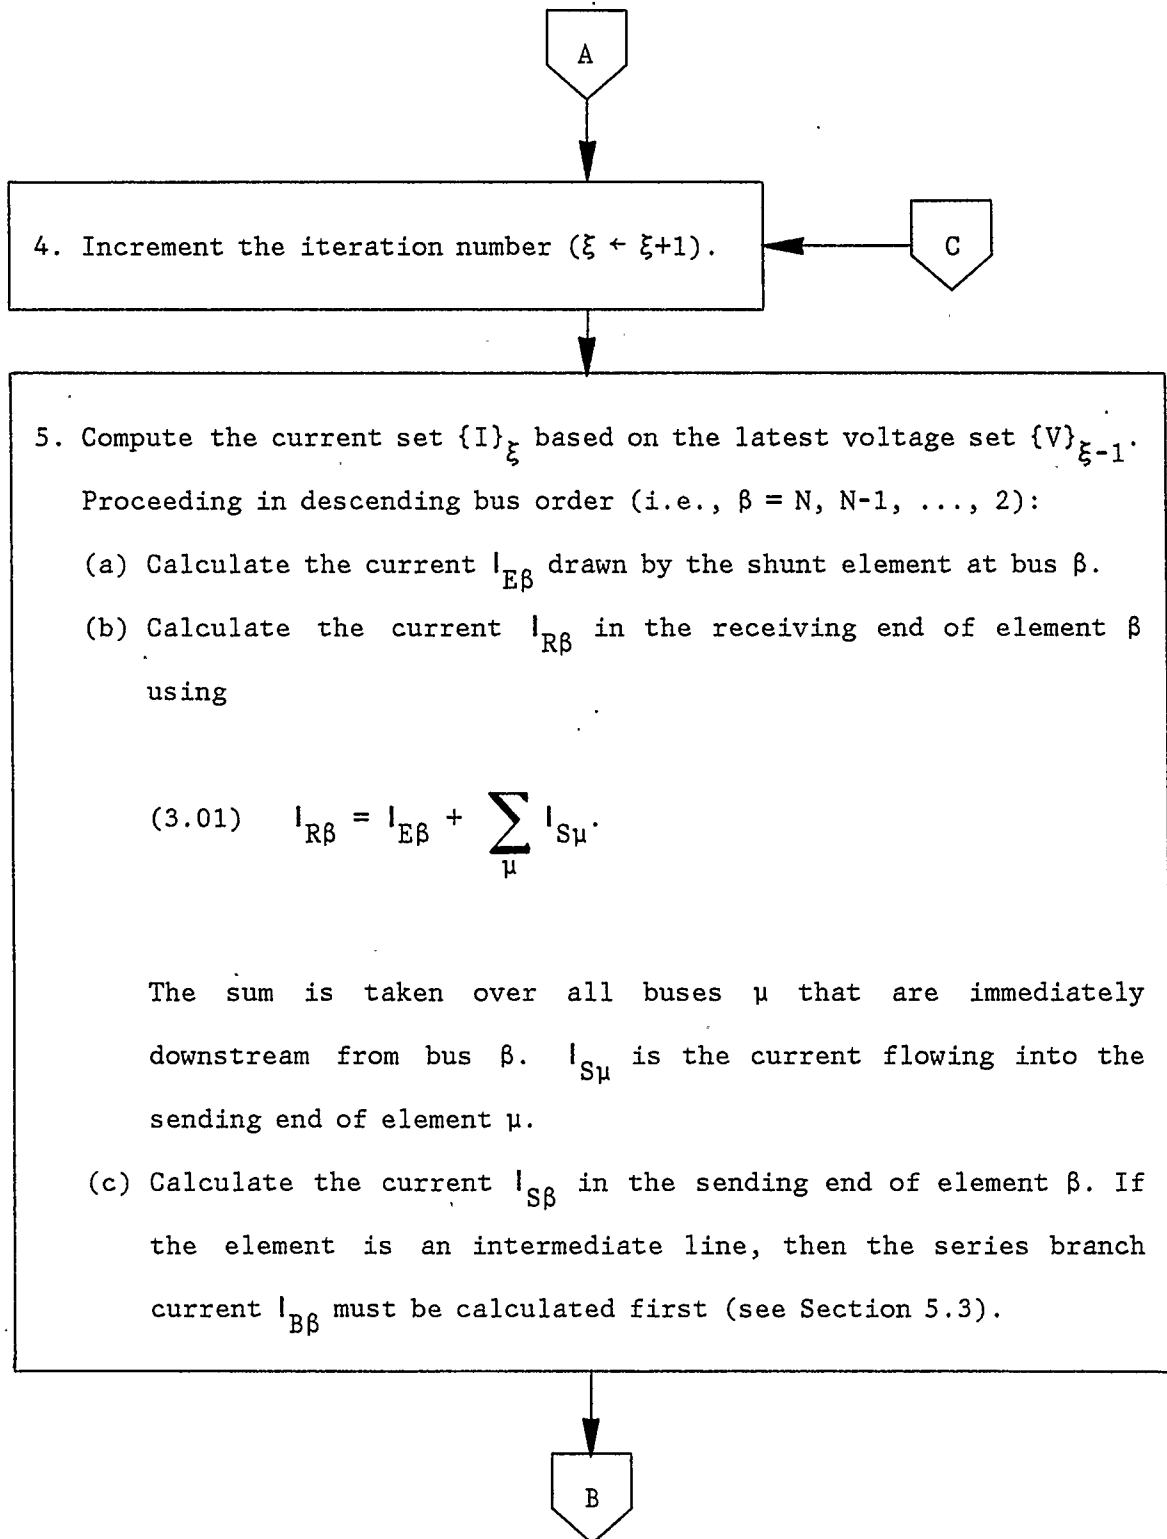 A
4. Increment the iteration number (ξ ← ξ+1).
C
5. Compute the current set {I}ξ based on the latest voltage set {V}ξ-1.
Proceeding in descending bus order (i.e., β = N, N-1, ..., 2):
(a) Calculate the current IEβ drawn by the shunt element at bus β.
(b) Calculate the current IRβ in the receiving end of element β
using
(3.01) IRβ = IEβ + ∑μ ISμ.
The sum is taken over all buses μ that are immediately
downstream from bus β. ISμ is the current flowing into the
sending end of element μ.
(c) Calculate the current ISβ in the sending end of element β. If
the element is an intermediate line, then the series branch
current IBβ must be calculated first (see Section 5.3).
B